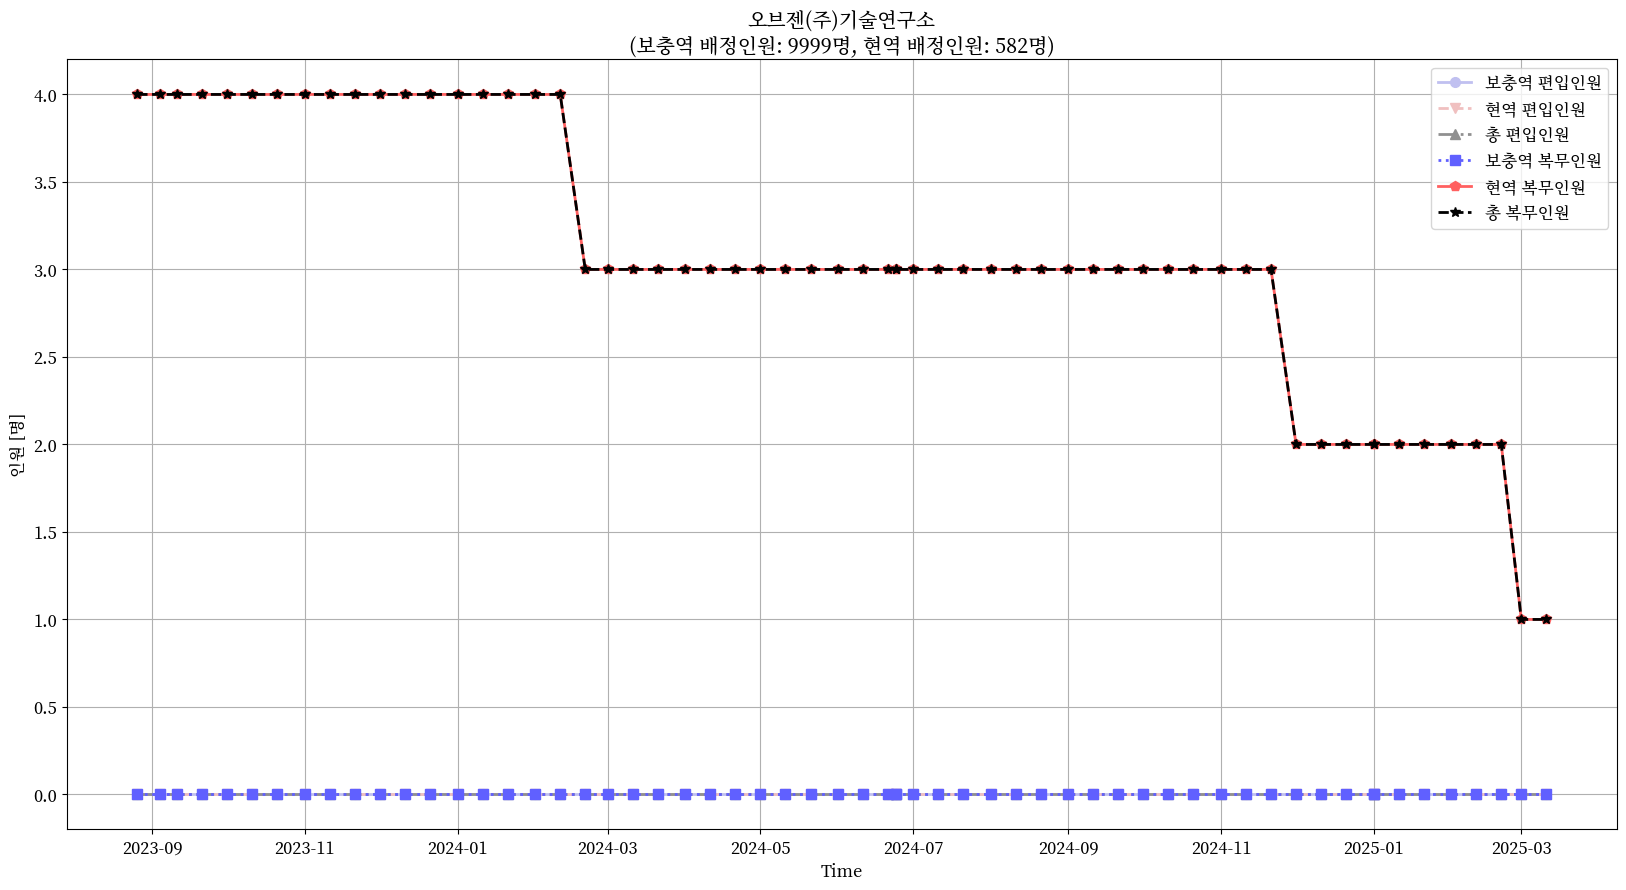 오브젠(주)기술연구소
(보충역 배정인원: 9999명, 현역 배정인원: 582명)
보충역 편입인원
현역 편입인원
총 편입인원
보충역 복무인원
현역 복무인원
총 복무인원
인원 [명]
4.0
3.5
3.0
2.5
2.0
1.5
1.0
0.5
0.0
2023-09
2023-11
2024-01
2024-03
2024-05
2024-07
2024-09
2024-11
2025-01
2025-03
Time